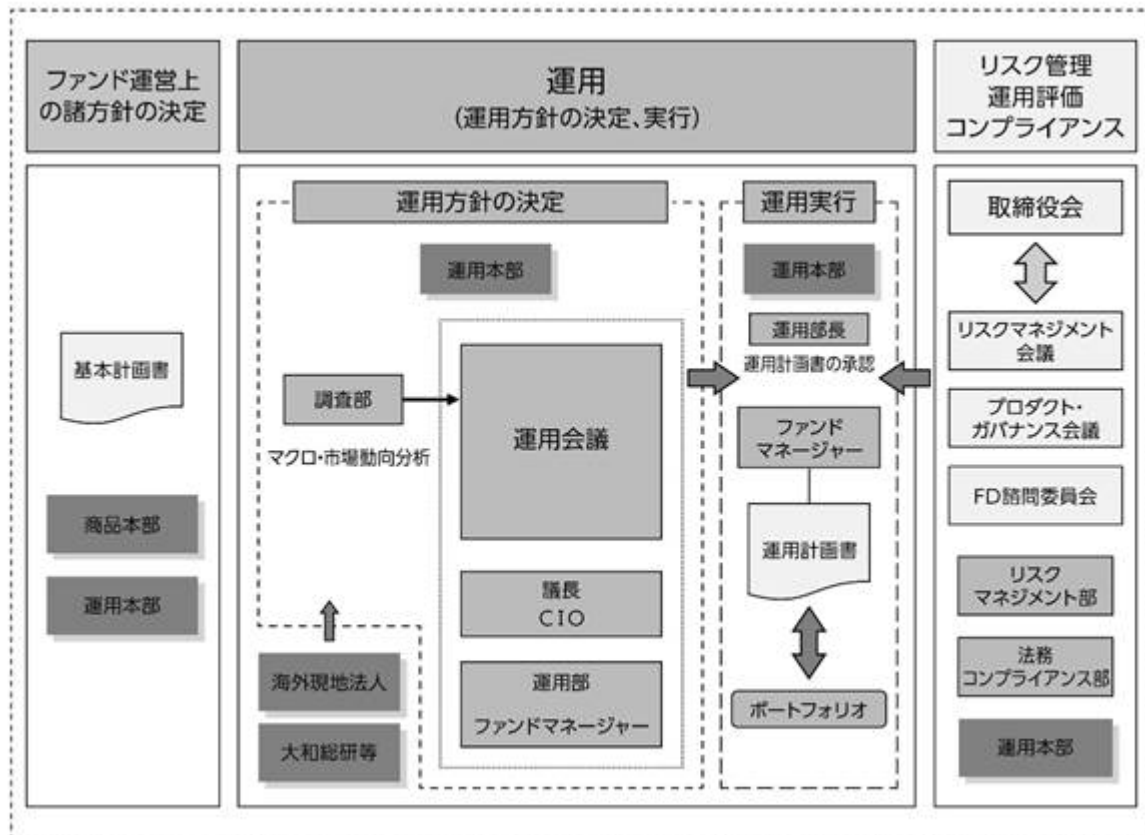 ファンド運営上
の諸方針の決定
運用
(運用方針の決定、実行)
リスク管理
運用評価
コンプライアンス
基本計画書
商品本部
運用本部
運用方針の決定
運用本部
調査部
マクロ・市場動向分析
運用会議
議長
CIO
運用部
ファンドマネージャー
海外現地法人
大和総研等
運用実行
運用本部
運用部長
運用計画書の承認
ファンド
マネージャー
運用計画書
ポートフォリオ
取締役会
リスクマネジメント
会議
プロダクト・
ガバナンス会議
FD諮問委員会
リスク
マネジメント部
法務
コンプライアンス部
運用本部